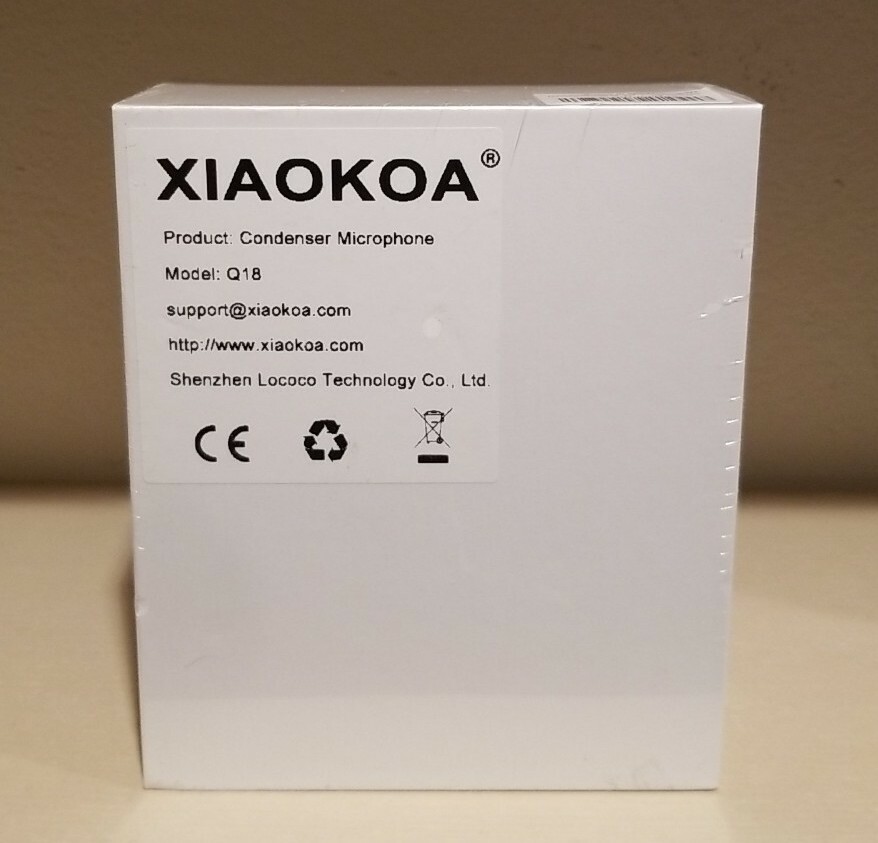 XIAOKOA®
Product: Condenser Microphone
Model: Q18
support@xiaokoa.com
http://www.xiaokoa.com
Shenzhen Lococo Technology Co., Ltd.
CE